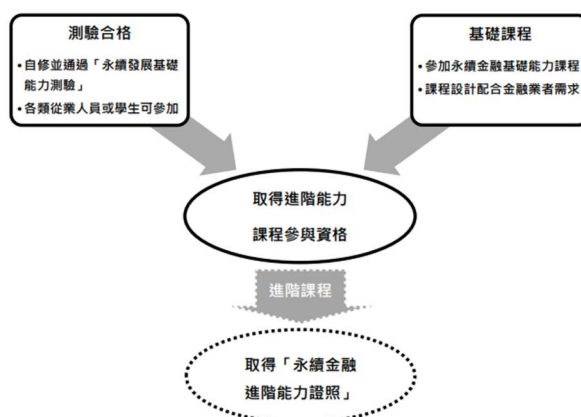 測驗合格
•自修並通過「永續發展基礎
能力測驗」
•各類從業人員或學生可參加
基礎課程
•參加永續金融基礎能力課程
•課程設計配合金融業者需求
取得進階能力
課程參與資格
進階課程
取得「永續金融
進階能力證照」